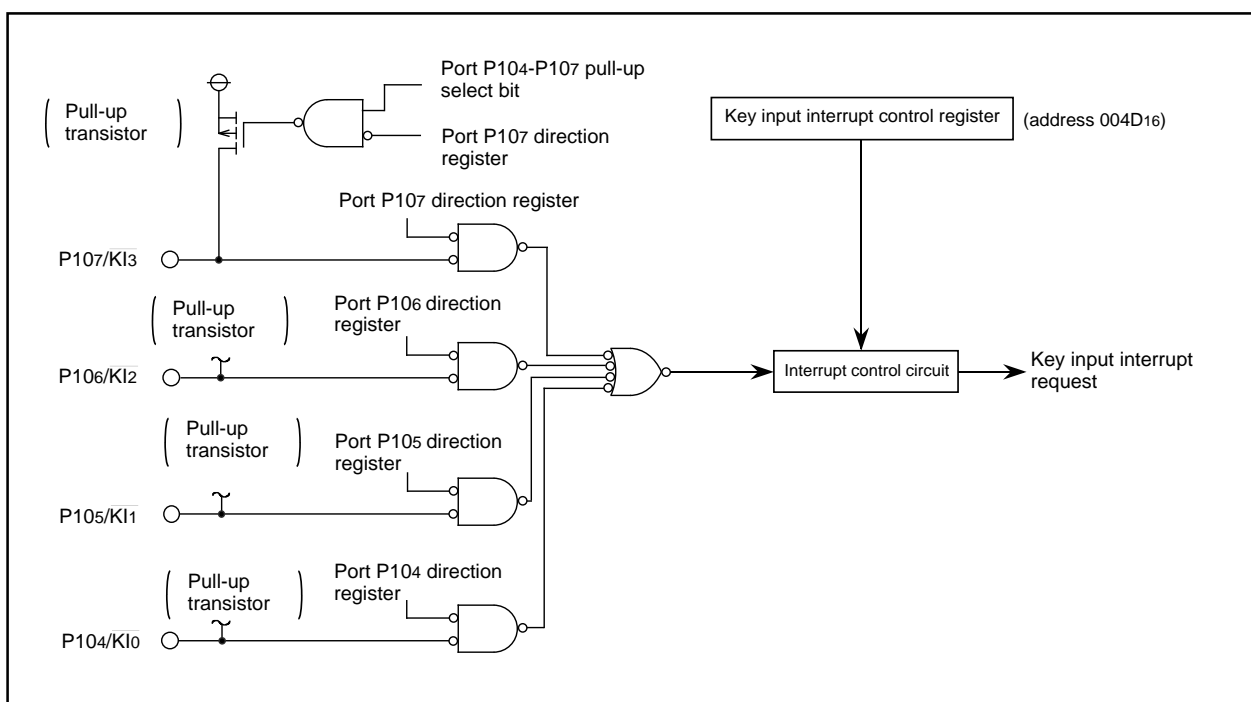 Port P104-P107 pull-up
select bit
Pull-up
transistor
Key input interrupt control register
(address 004D16)
Port P107 direction
register
Port P107 direction register
P107/KI3
Pull-up
transistor
Port P106 direction
register
P106/KI2
Interrupt control circuit
Key input interrupt
request
Pull-up
transistor
Port P105 direction
register
P105/KI1
Port P104 direction
register
Pull-up
transistor
P104/KI0